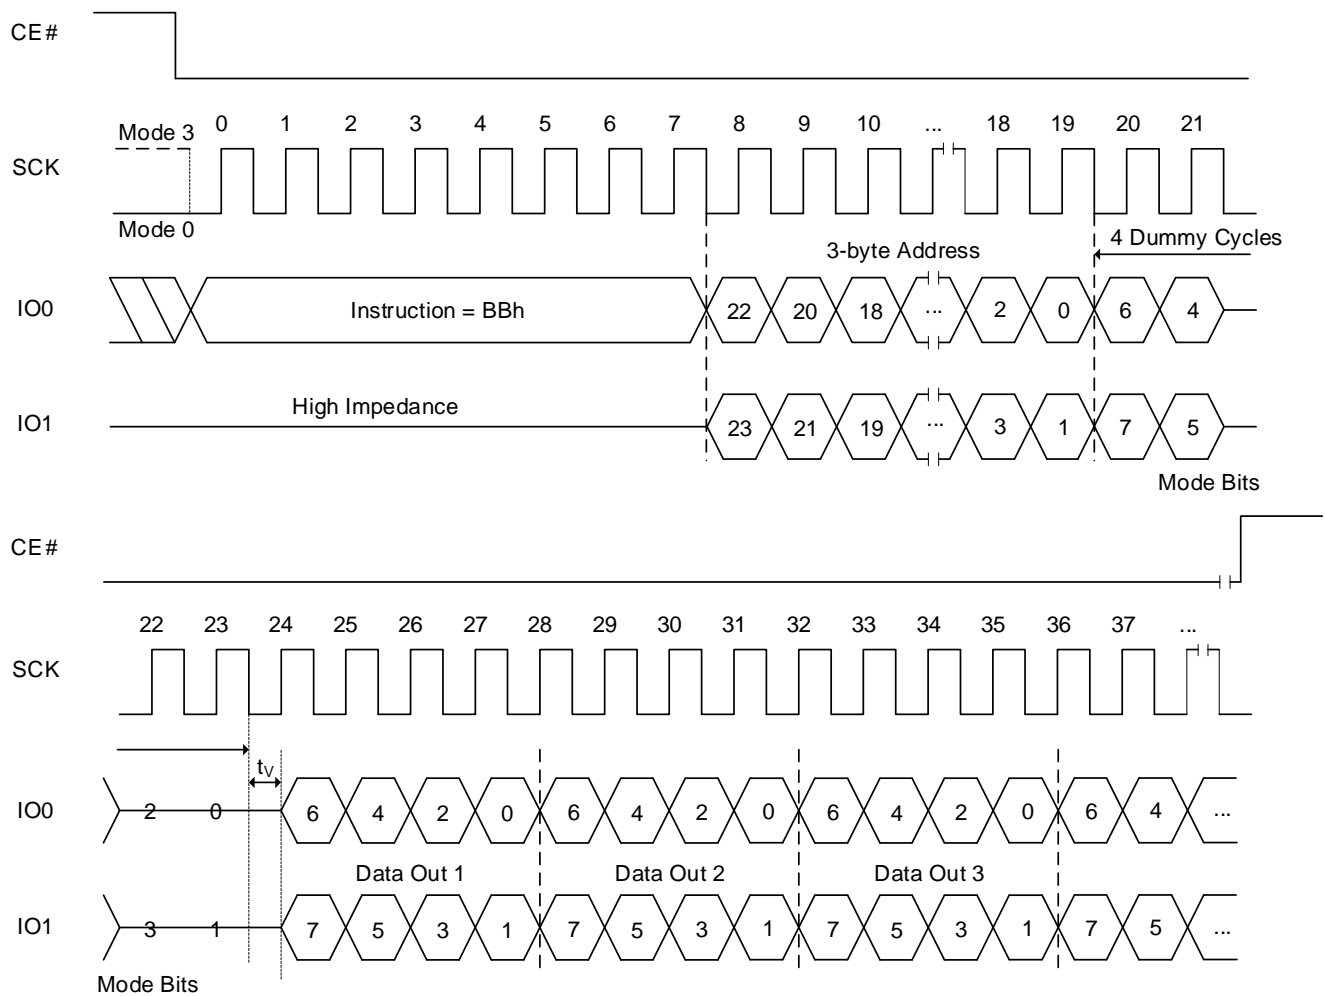 CE#
0 1 2 3 4 5 6 7 8 9 10 ... 18 19 20 21
Mode 3
SCK
Mode 0
3-byte Address
4 Dummy Cycles
IO0 Instruction = BBh 22 20 18 ... 2 0 6 4
High Impedance
IO1 23 21 19 ... 3 1 7 5
Mode Bits
CE#
22 23 24 25 26 27 28 29 30 31 32 33 34 35 36 37 ...
SCK
tV
IO0 2 0 6 4 2 0 6 4 2 0 6 4 2 0 6 4 ...
Data Out 1 Data Out 2 Data Out 3
IO1 3 1 7 5 3 1 7 5 3 1 7 5 3 1 7 5 ...
Mode Bits